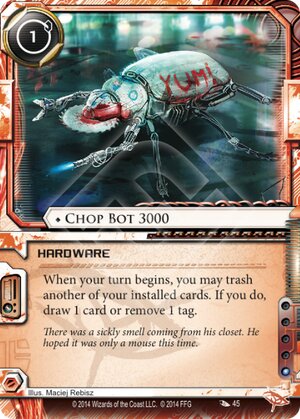 1
YUM!
◆ Chop Bot 3000
HARDWARE
When your turn begins, you may trash
another of your installed cards. If you do,
draw 1 card or remove 1 tag.
There was a sickly smell coming from his closet. He
hoped it was only a mouse this time.
Illus. Maciej Rebisz
© 2014 Wizards of the Coast LLC. © 2014 FFG 45